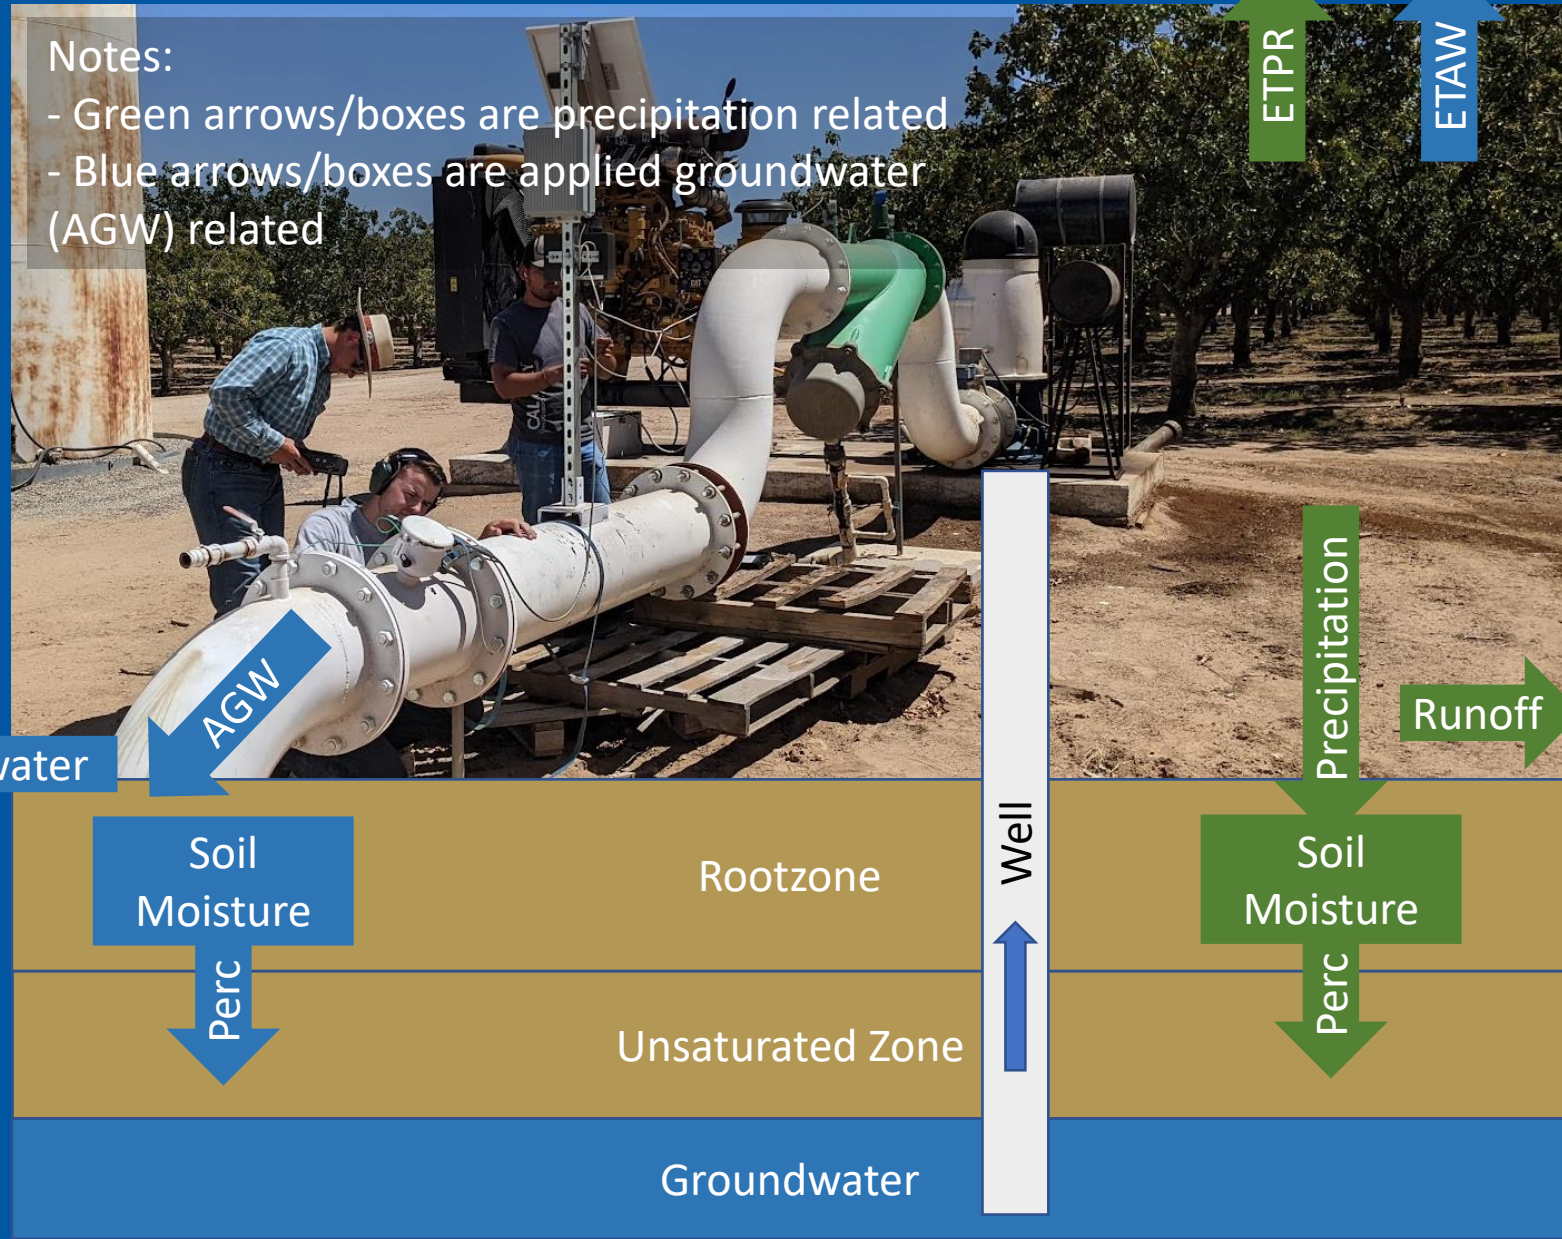 Notes:
- Green arrows/boxes are precipitation related
- Blue arrows/boxes are applied groundwater
(AGW) related
ETPR
ETAW
AGW
water
Precipitation
Runoff
Soil
Moisture
Rootzone
Well
Soil
Moisture
Perc
Unsaturated Zone
Perc
Groundwater